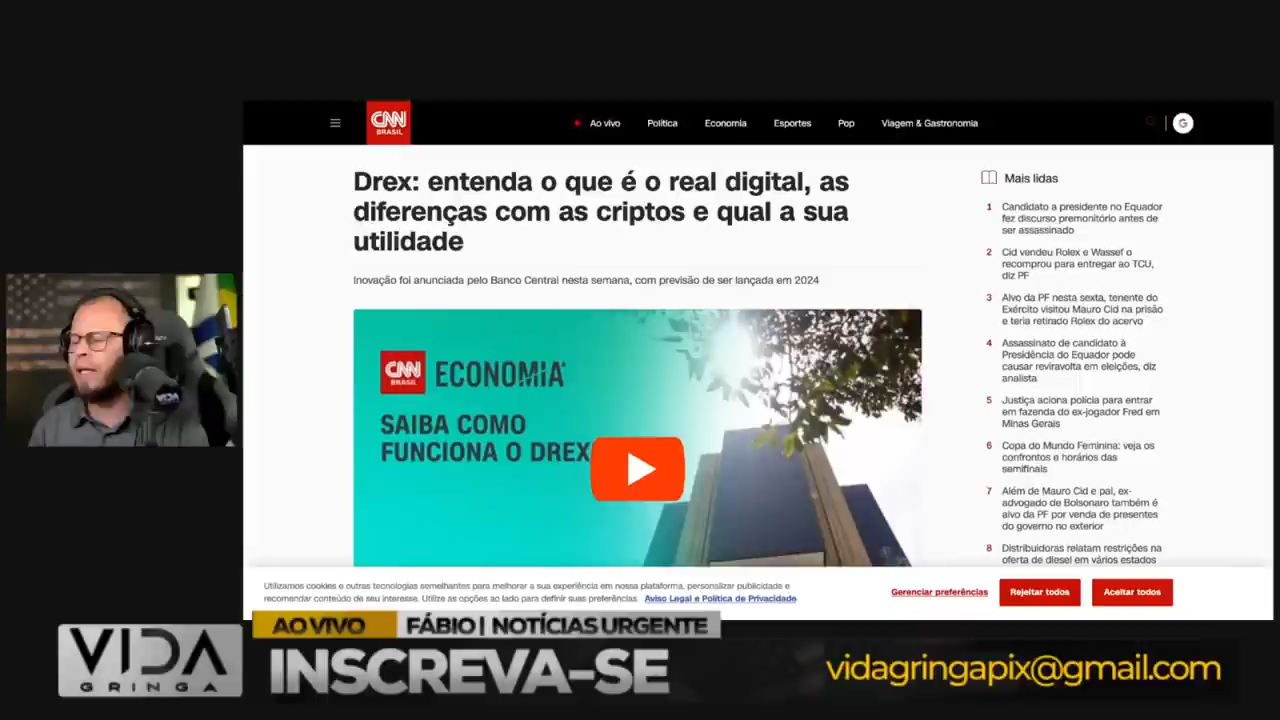 CNN
BRASIL
Ao vivo
Política
Economia
Esportes
Pop
Viagem & Gastronomia
G
Drex: entenda o que é o real digital, as
diferenças com as criptos e qual a sua
utilidade
Inovação foi anunciada pelo Banco Central nesta semana, com previsão de ser lançada em 2024
CNN
BRASIL
ECONOMIA
SAIBA COMO
FUNCIONA O DREX
Mais lidas
1 Candidato a presidente no Equador
fez discurso premonitório antes de
ser assassinado
2 Cid vendeu Rolex e Wassef o
recomprou para entregar ao TCU,
diz PF
3 Alvo da PF nesta sexta, tenente do
Exército visitou Mauro Cid na prisão
e teria retirado Rolex do acervo
4 Assassinato de candidato à
Presidência do Equador pode
causar reviravolta em eleições, diz
analista
5 Justiça aciona polícia para entrar
em fazenda do ex-jogador Fred em
Minas Gerais
6 Copa do Mundo Feminina: veja os
confrontos e horários das
semifinais
7 Além de Mauro Cid e pai, ex-
advogado de Bolsonaro também é
alvo da PF por venda de presentes
do governo no exterior
8 Distribuidoras relatam restrições na
oferta de diesel em vários estados
Utilizamos cookies e outras tecnologias semelhantes para melhorar a sua experiência em nossa plataforma, personalizar publicidade e
recomendar conteúdo de seu interesse. Utilize as opções ao lado para definir suas preferências. Aviso Legal e Política de Privacidade
Gerenciar preferências
Rejeitar todos
Aceitar todos
VIDA
AO VIVO
FÁBIO | NOTÍCIAS URGENTE
VIDA
GRINGA
INSCREVA-SE
vidagringapix@gmail.com